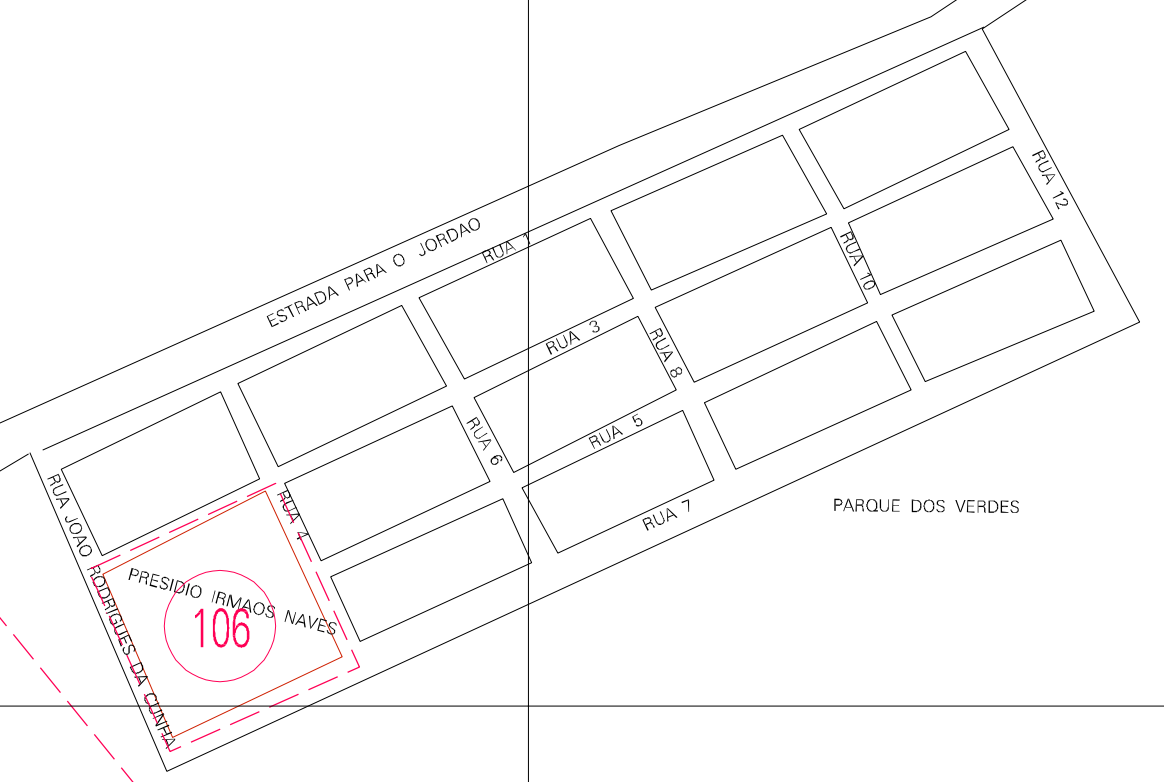 ESTRADA PARA O JORDAO
RUA 1
RUA 12
RUA 10
RUA 3
RUA 8
RUA 5
RUA 6
RUA 7
RUA 4
RUA JOAO RODRIGUES DA CUNHA
PARQUE DOS VERDES
PRESIDIO IRMAOS NAVES
106